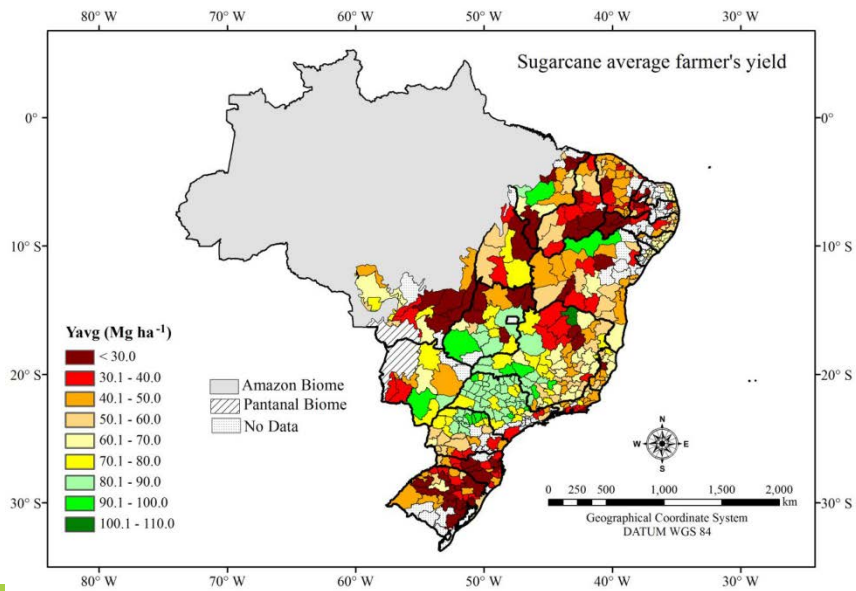 80° W 70° W 60° W 50° W 40° W 30° W
Sugarcane average farmer's yield
0° 0°
10° S 10° S
20° S 20° S
30° S 30° S
Yavg (Mg ha⁻¹)
< 30.0
30.1 - 40.0
40.1 - 50.0
50.1 - 60.0
60.1 - 70.0
70.1 - 80.0
80.1 - 90.0
90.1 - 100.0
100.1 - 110.0
Amazon Biome
Pantanal Biome
No Data
N
W E
S
0 250 500 1,000 1,500 2,000
km
Geographical Coordinate System
DATUM WGS 84
80° W 70° W 60° W 50° W 40° W 30° W